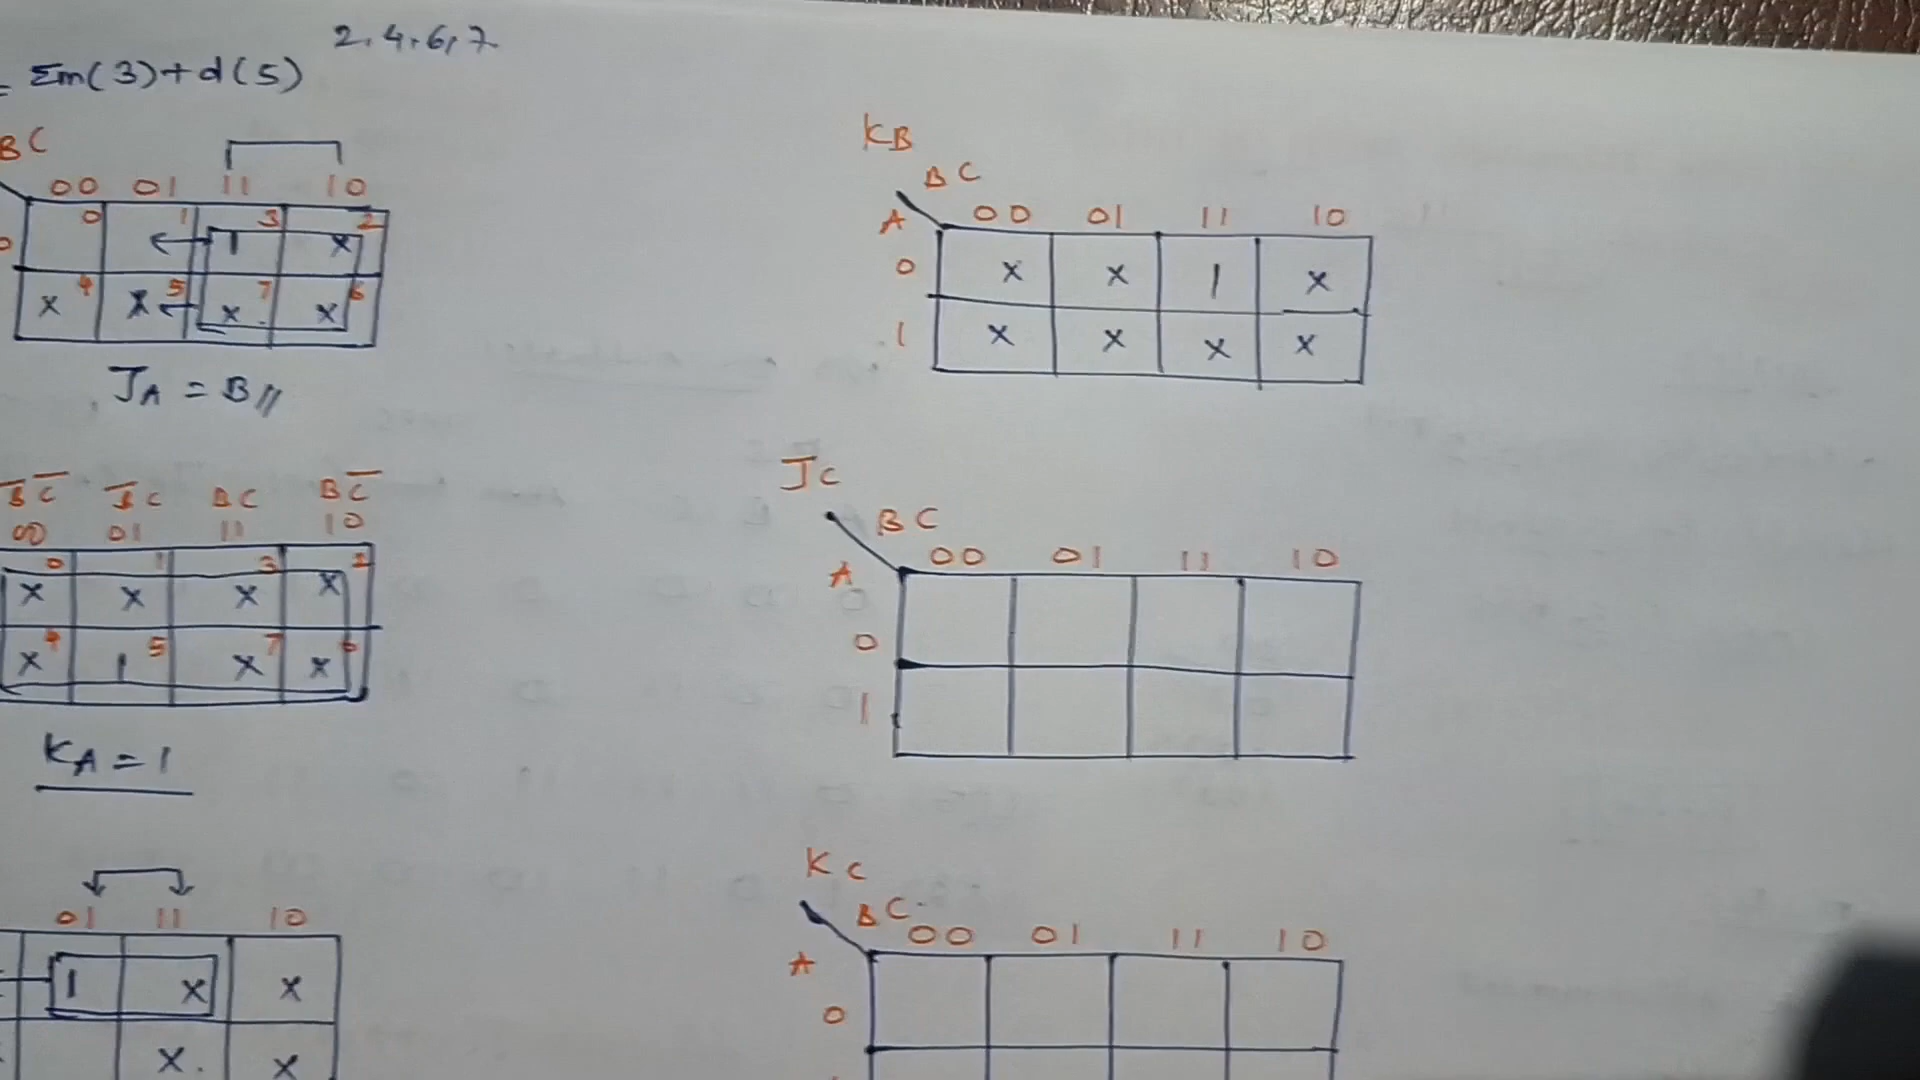 2, 4, 6, 7
= Σm(3)+d(5)
BC
00 01 11 10
0 1 3 2
0 1 X
4 5 7 6
X X X X
JA = B //
B̅C̅ B̅C BC BC̅
00 01 11 10
0 1 3 2
X X X X
4 5 7 6
X 1 X X
KA = 1
01 11 10
1 X X
X. X
KB
BC
A 00 01 11 10
0 X X 1 X
1 X X X X
JC
BC
A 00 01 11 10
0
1
KC
BC
A 00 01 11 10
0